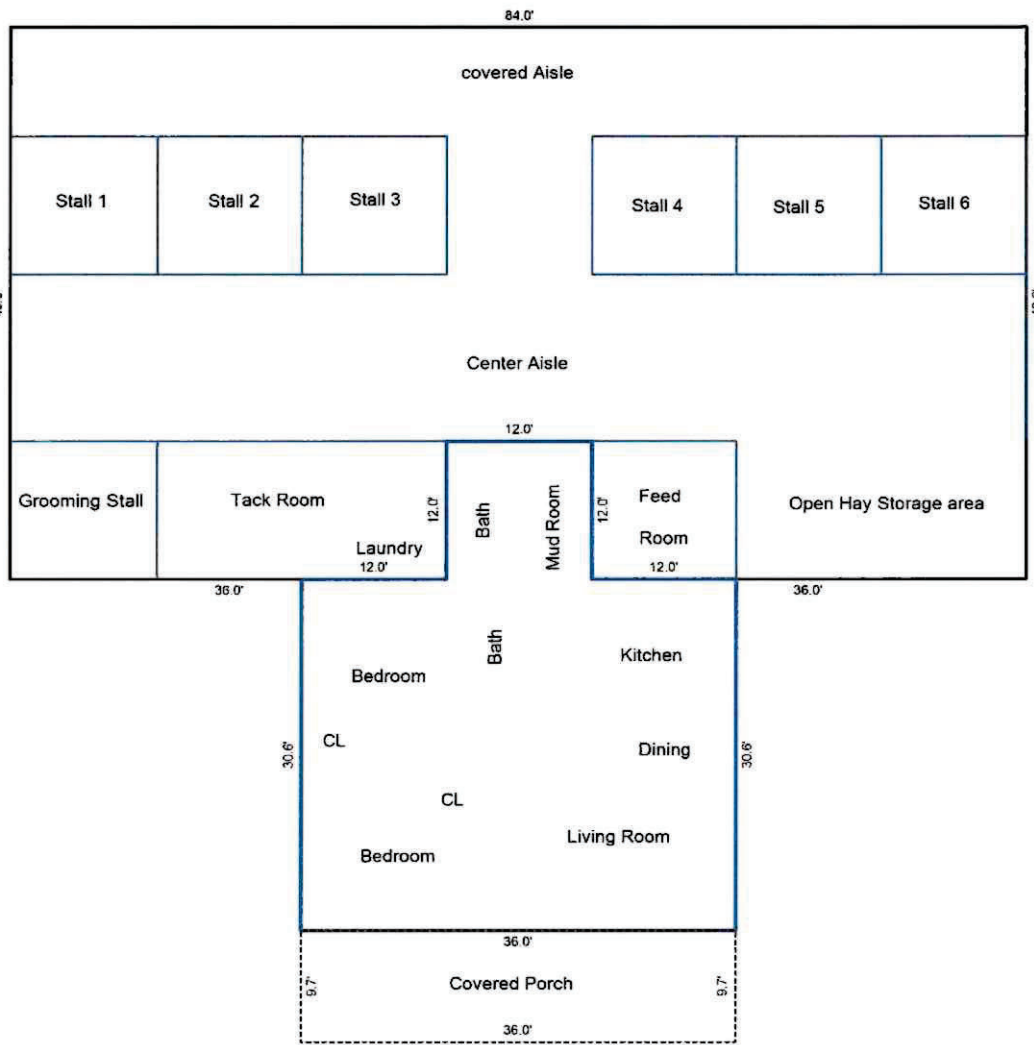 84.0'
covered Aisle
Stall 1
Stall 2
Stall 3
Stall 4
Stall 5
Stall 6
Center Aisle
12.0'
Grooming Stall
Tack Room
Laundry
12.0'
12.0'
Bath
Mud Room
12.0'
Feed
Room
12.0'
Open Hay Storage area
36.0'
36.0'
Bath
Kitchen
Bedroom
30.6'
CL
Dining
30.6'
CL
Living Room
Bedroom
36.0'
9.7'
Covered Porch
9.7'
36.0'